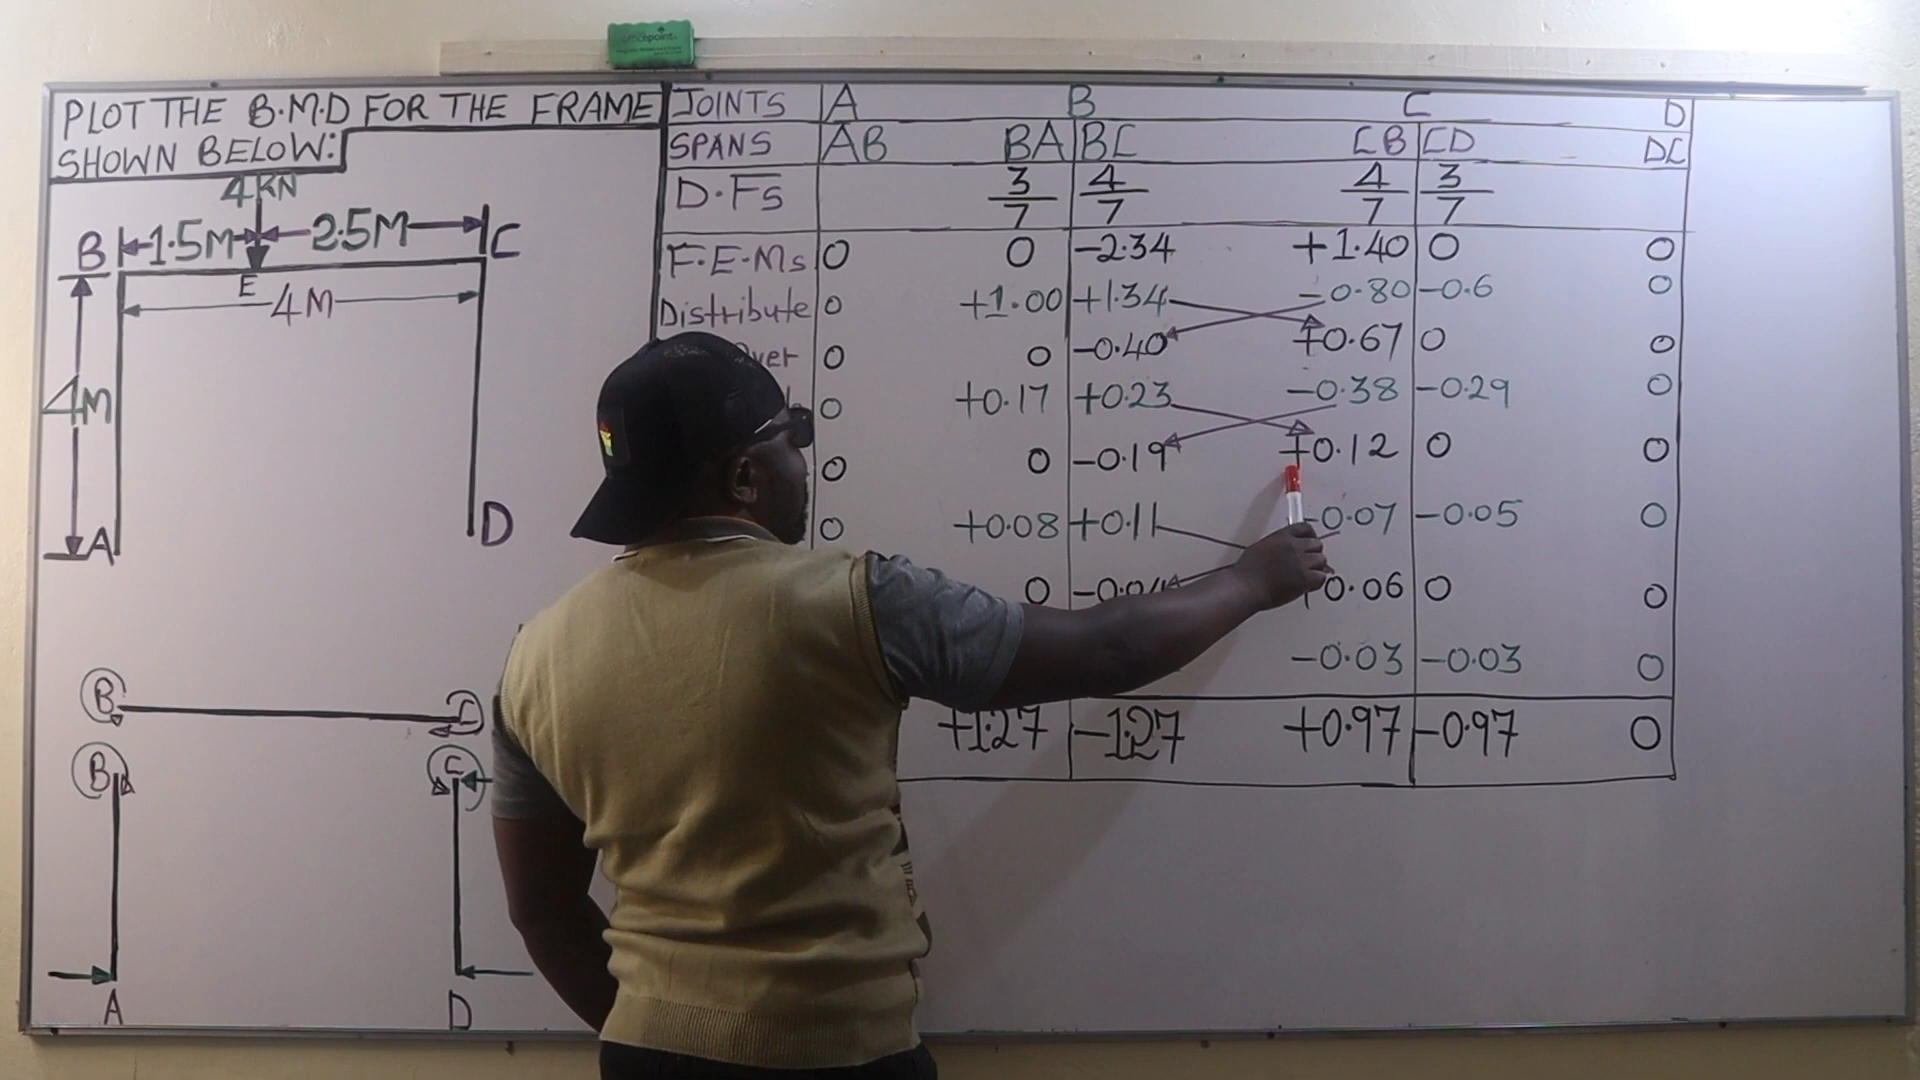 officepoint
PLOT THE B.M.D FOR THE FRAME
SHOWN BELOW:
4KN
B 1.5M 2.5M C
E
4M
4M
A D
B C
B C
A D
JOINTS A B C D
SPANS AB BA BC CB CD DC
D.Fs 3/7 4/7 4/7 3/7
F.E.Ms 0 0 -2.34 +1.40 0 0
Distribute 0 +1.00 +1.34 -0.80 -0.6 0
0 0 -0.40 +0.67 0 0
0 +0.17 +0.23 -0.38 -0.29 0
0 0 -0.19 +0.12 0 0
0 +0.08 +0.11 -0.07 -0.05 0
0 0.06 0 0
-0.03 -0.03 0
+1.27 -1.27 +0.97 -0.97 0